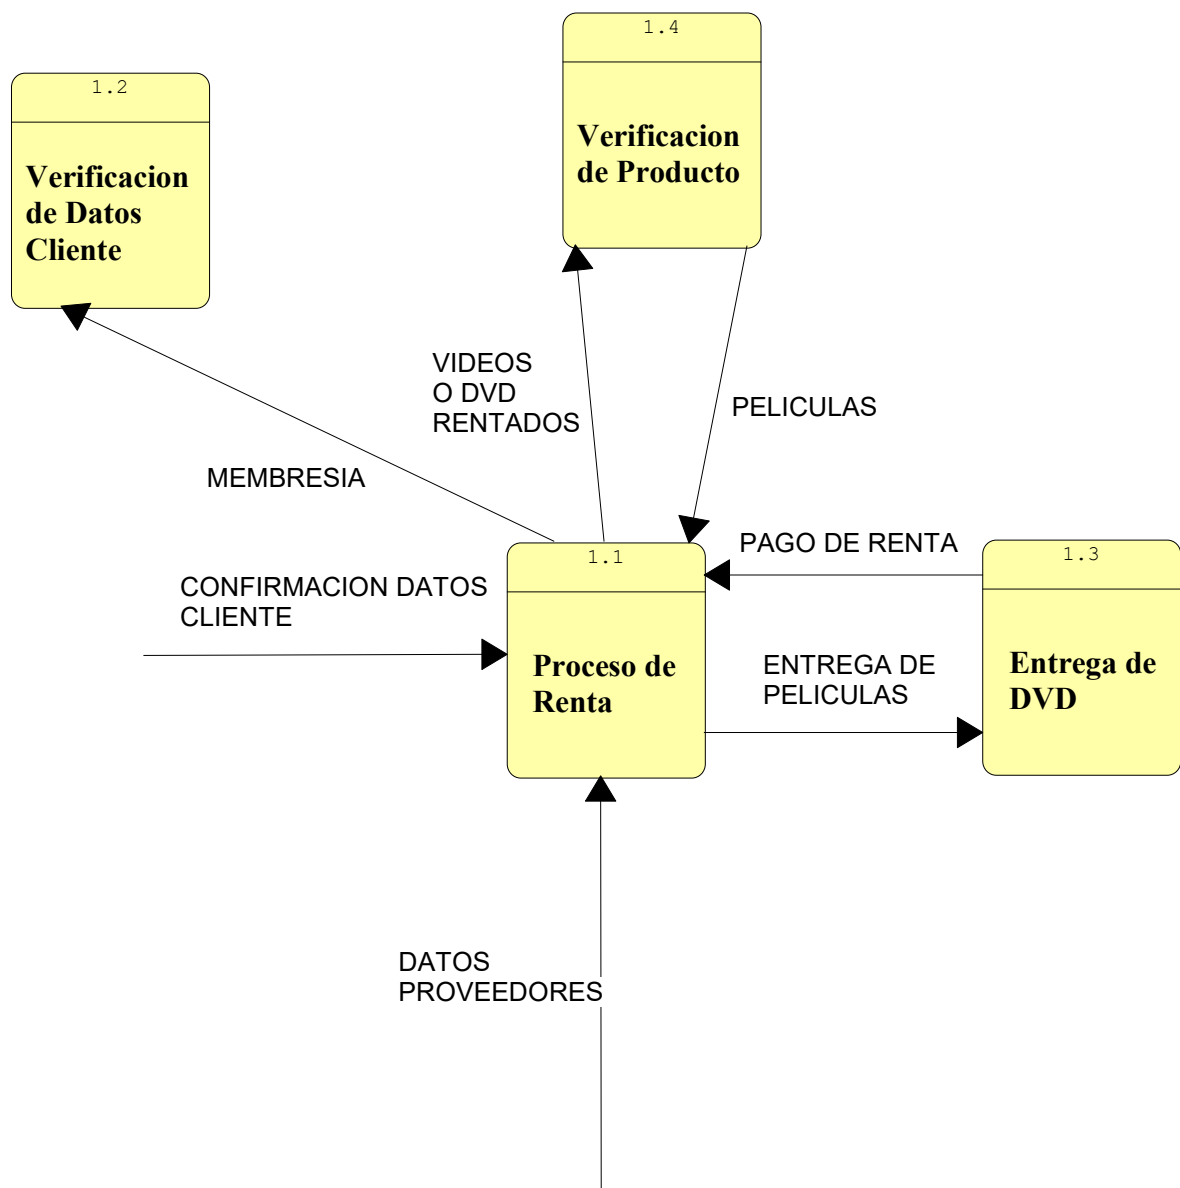 1.4
Verificacion
de Producto
1.2
Verificacion
de Datos
Cliente
VIDEOS
O DVD
RENTADOS
PELICULAS
MEMBRESIA
PAGO DE RENTA
1.1
Proceso de
Renta
1.3
Entrega de
DVD
CONFIRMACION DATOS
CLIENTE
ENTREGA DE
PELICULAS
DATOS
PROVEEDORES